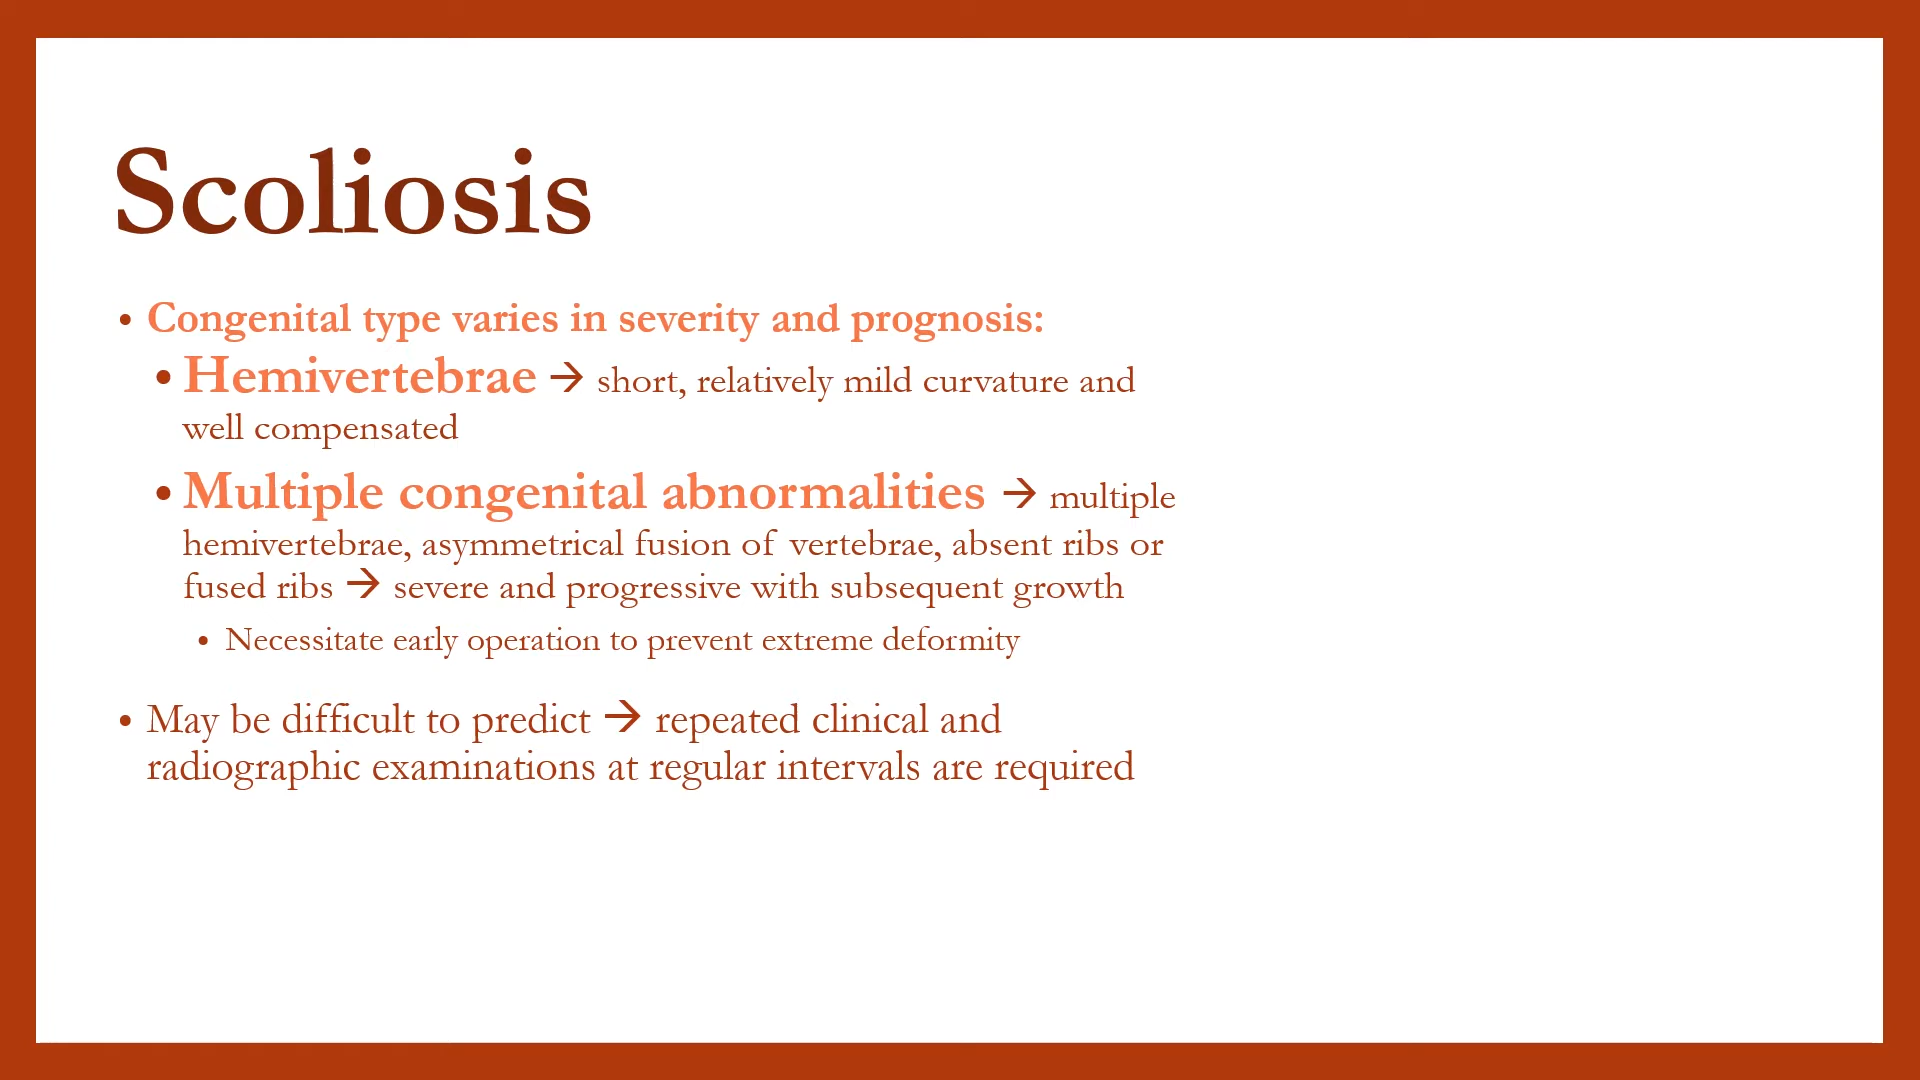 Scoliosis
• Congenital type varies in severity and prognosis:
• Hemivertebrae → short, relatively mild curvature and
well compensated
• Multiple congenital abnormalities → multiple
hemivertebrae, asymmetrical fusion of vertebrae, absent ribs or
fused ribs → severe and progressive with subsequent growth
• Necessitate early operation to prevent extreme deformity
• May be difficult to predict → repeated clinical and
radiographic examinations at regular intervals are required